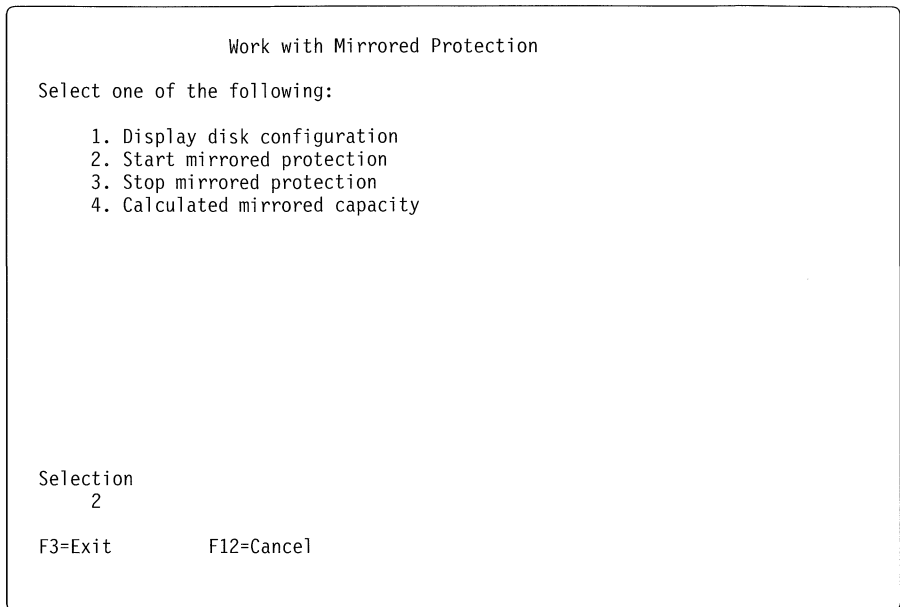 Work with Mirrored Protection
Select one of the following:
1. Display disk configuration
2. Start mirrored protection
3. Stop mirrored protection
4. Calculated mirrored capacity
Selection
2
F3=Exit F12=Cancel